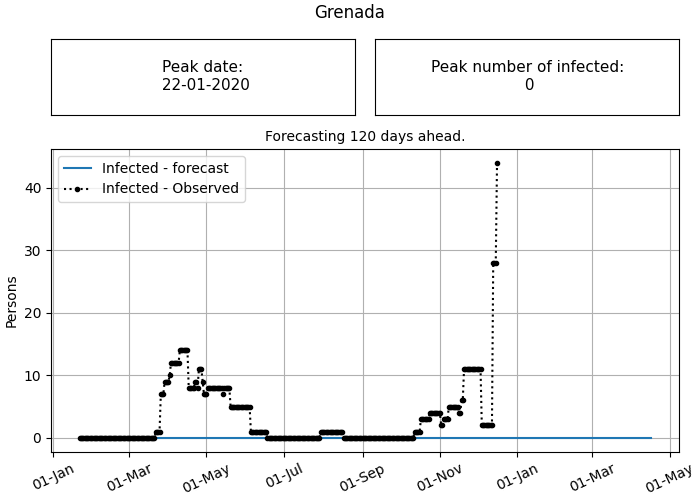 Grenada
Peak date:
22-01-2020
Peak number of infected:
0
Forecasting 120 days ahead.
Infected - forecast
Infected - Observed
Persons
40
30
20
10
0
01-Jan
01-Mar
01-May
01-Jul
01-Sep
01-Nov
01-Jan
01-Mar
01-May